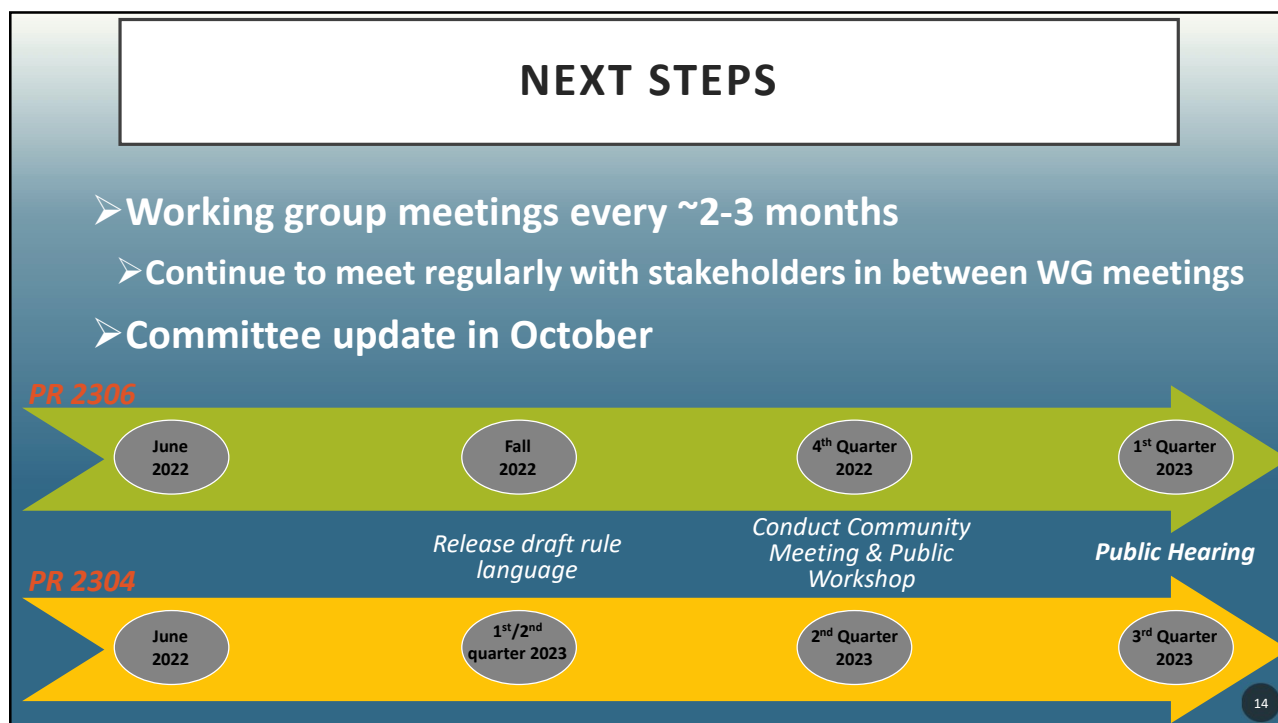 NEXT STEPS
➢Working group meetings every ~2-3 months
➢Continue to meet regularly with stakeholders in between WG meetings
➢Committee update in October
PR 2306
June
2022
Fall
2022
4th Quarter
2022
1st Quarter
2023
Release draft rule
language
Conduct Community
Meeting & Public
Workshop
Public Hearing
PR 2304
June
2022
1st/2nd
quarter 2023
2nd Quarter
2023
3rd Quarter
2023
14